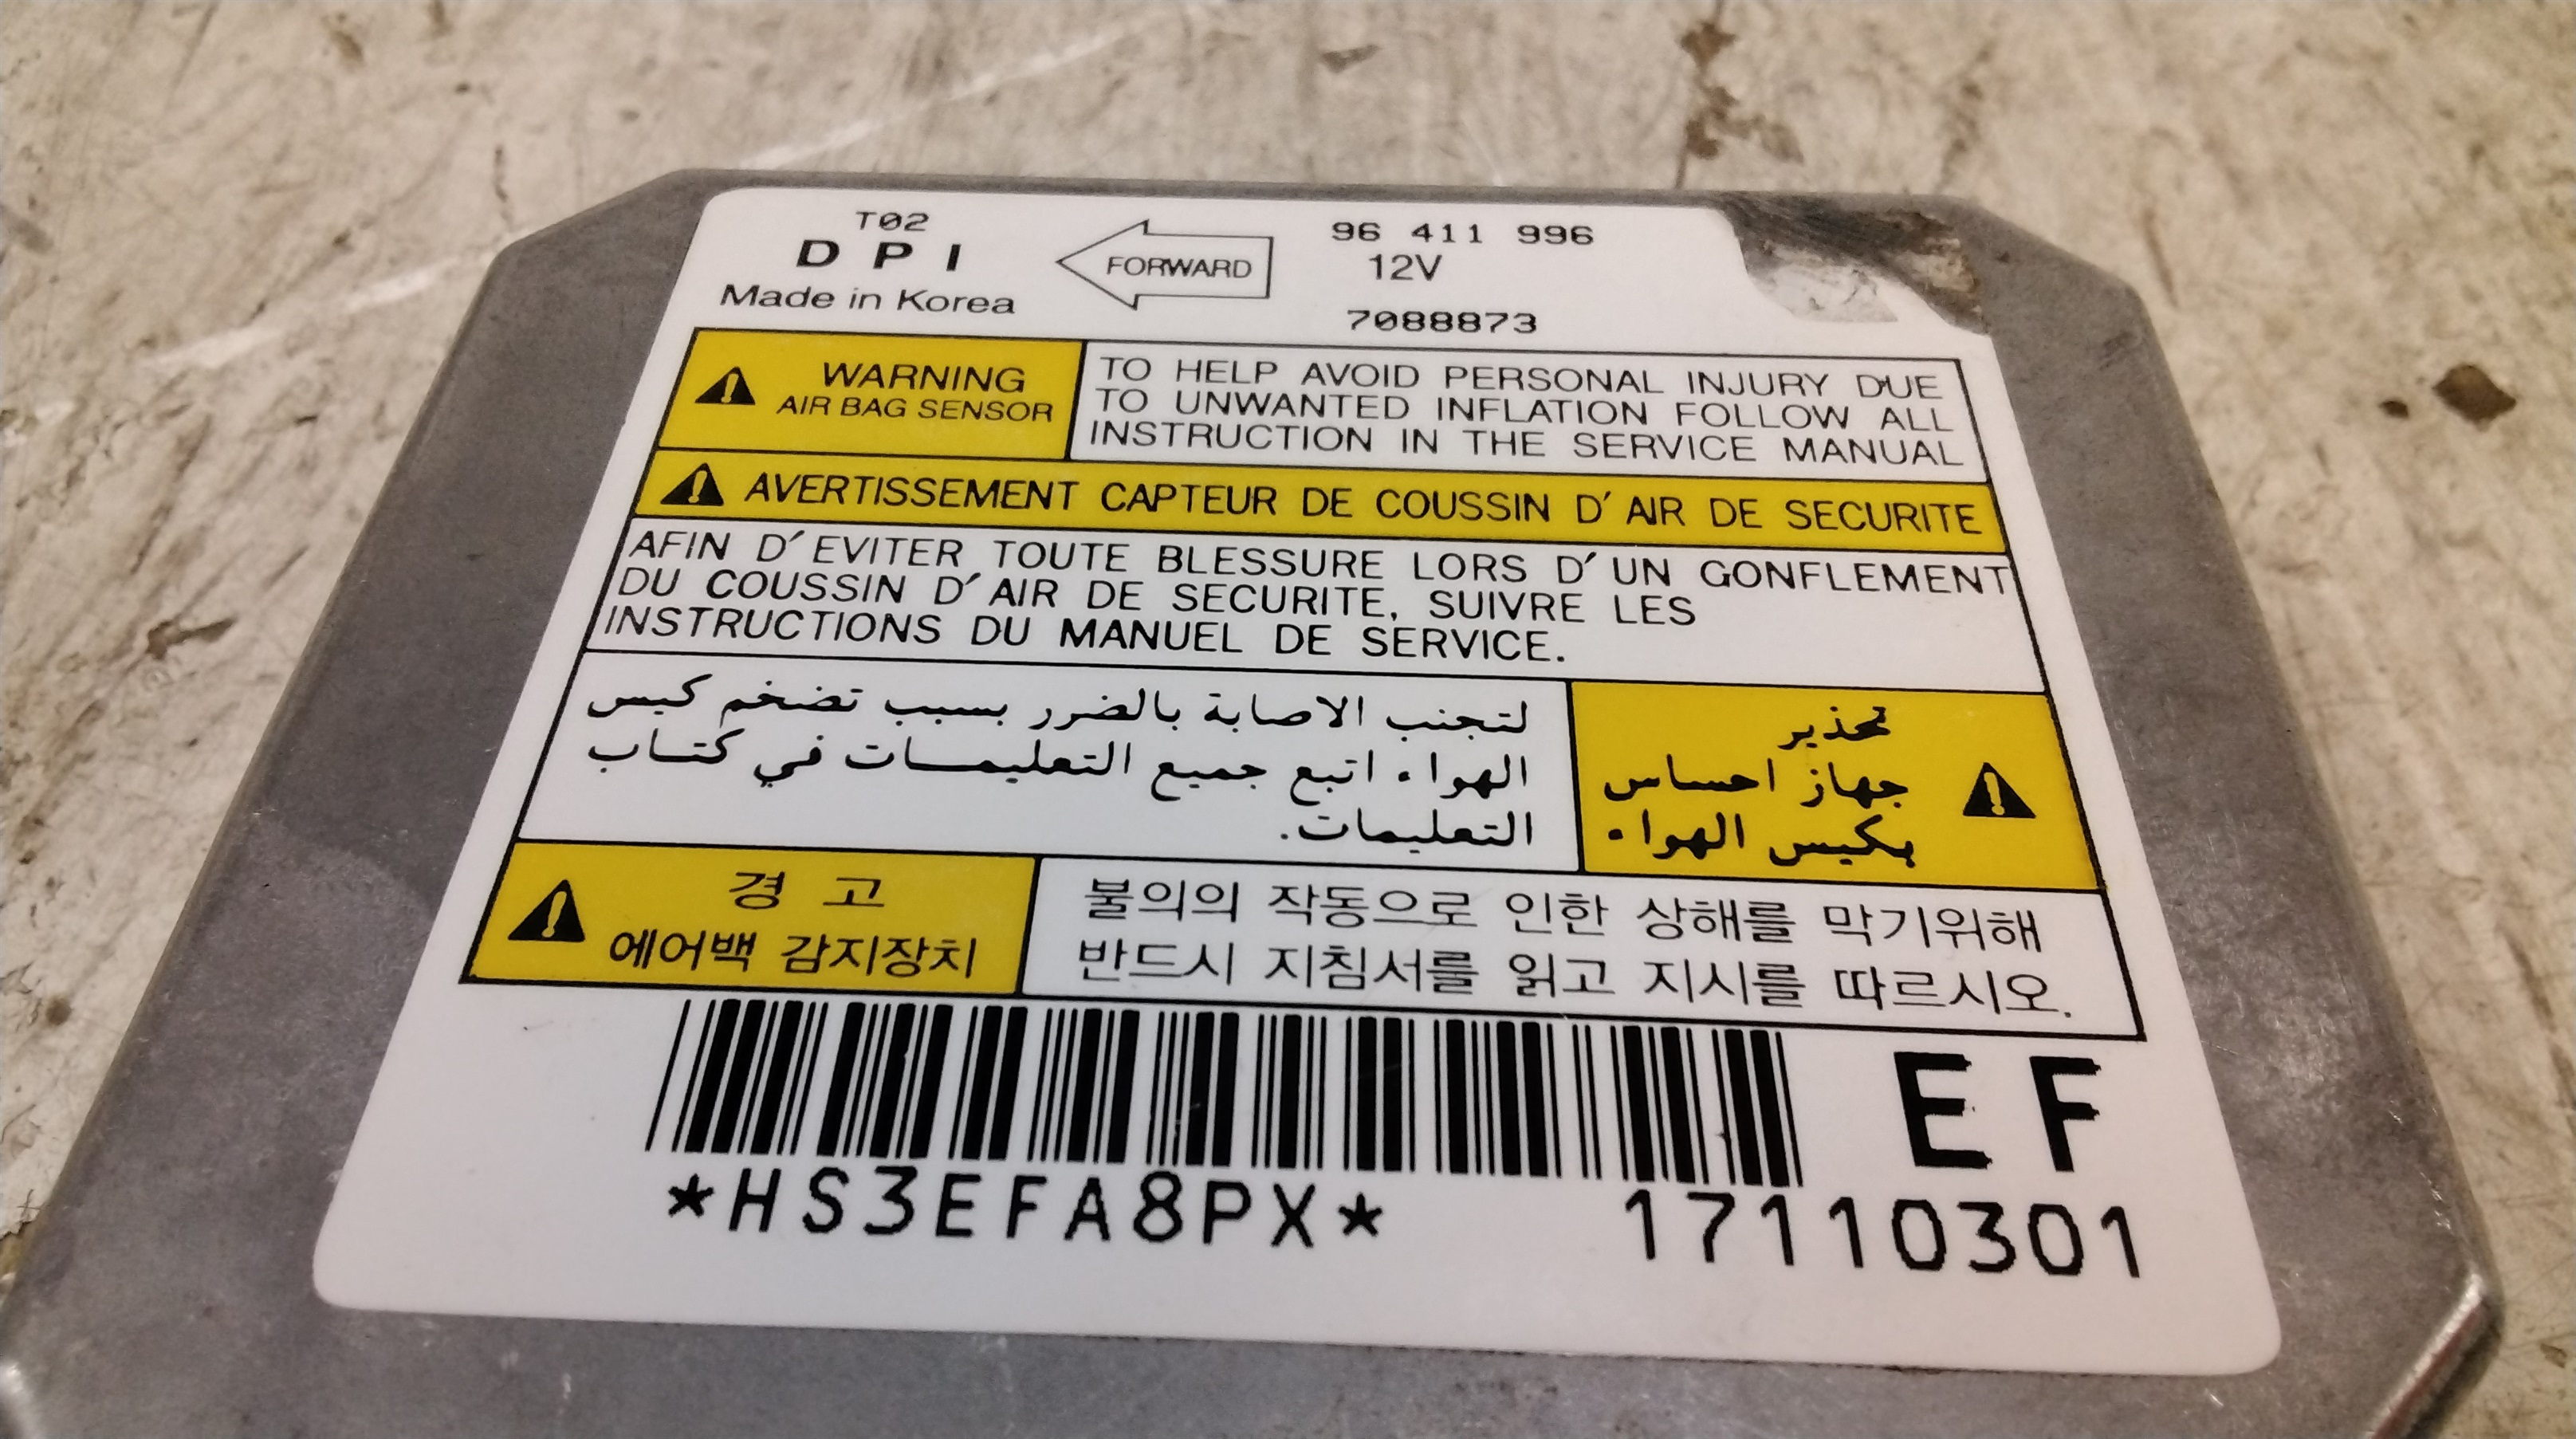 T02
D P I
Made in Korea
FORWARD
96 411 996
12V
7088873
WARNING
AIR BAG SENSOR
TO HELP AVOID PERSONAL INJURY DUE
TO UNWANTED INFLATION FOLLOW ALL
INSTRUCTION IN THE SERVICE MANUAL
AVERTISSEMENT CAPTEUR DE COUSSIN D'AIR DE SECURITE
AFIN D'EVITER TOUTE BLESSURE LORS D'UN GONFLEMENT
DU COUSSIN D'AIR DE SECURITE, SUIVRE LES
INSTRUCTIONS DU MANUEL DE SERVICE.
تحذير
جهاز احساس
بكيس الهواء
لتجنب الاصابة بالضرر بسبب تضخم كيس
الهواء اتبع جميع التعليمات في كتاب
التعليمات.
경 고
에어백 감지장치
불의의 작동으로 인한 상해를 막기위해
반드시 지침서를 읽고 지시를 따르시오.
E F
*HS3EFA8PX*
17110301